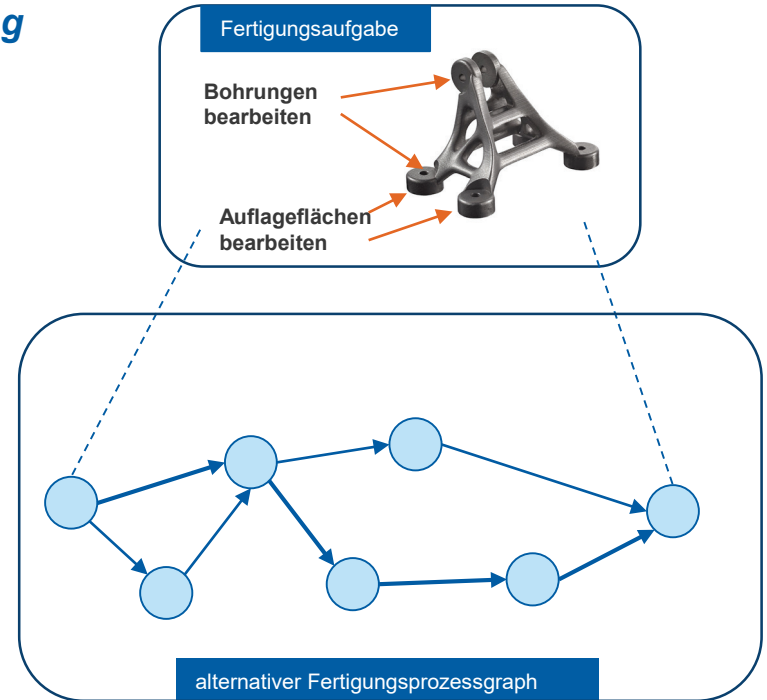 g
Fertigungsaufgabe
Bohrungen
bearbeiten
Auflageflächen
bearbeiten
alternativer Fertigungsprozessgraph